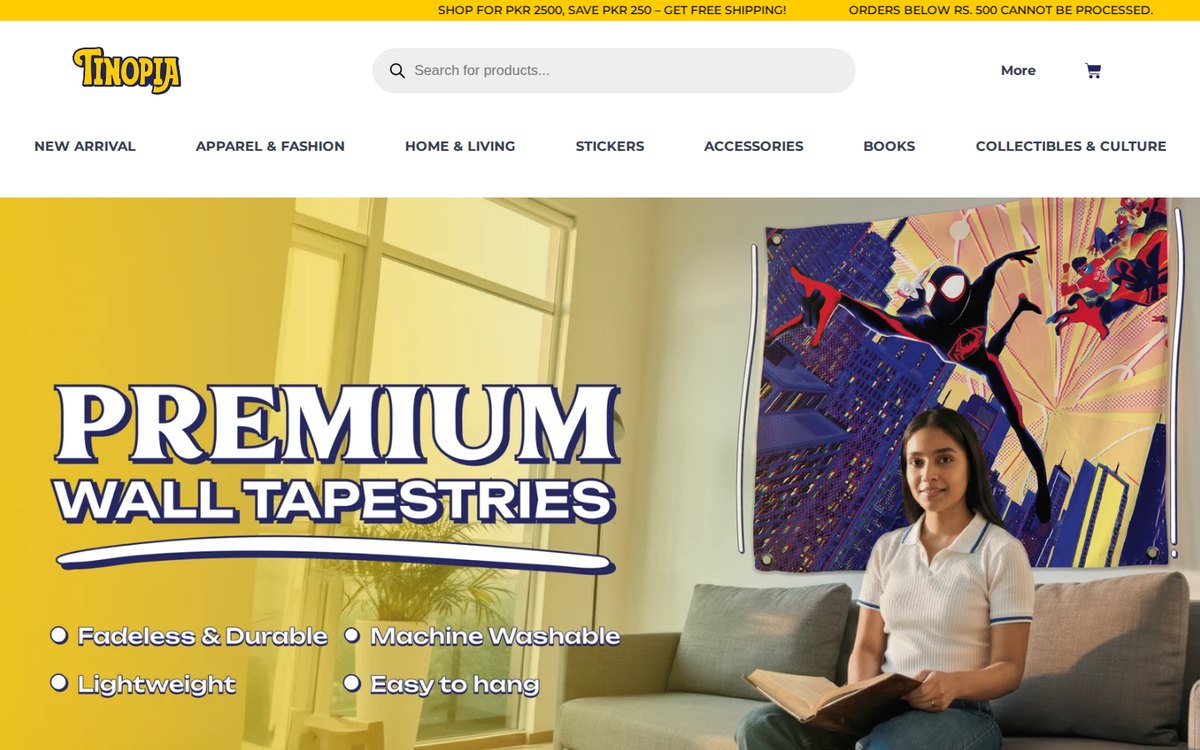 SHOP FOR PKR 2500, SAVE PKR 250 – GET FREE SHIPPING! ORDERS BELOW RS. 500 CANNOT BE PROCESSED.
TINOPIA
Search for products...
More
NEW ARRIVAL APPAREL & FASHION HOME & LIVING STICKERS ACCESSORIES BOOKS COLLECTIBLES & CULTURE
PREMIUM
WALL TAPESTRIES
Fadeless & Durable Machine Washable
Lightweight Easy to hang